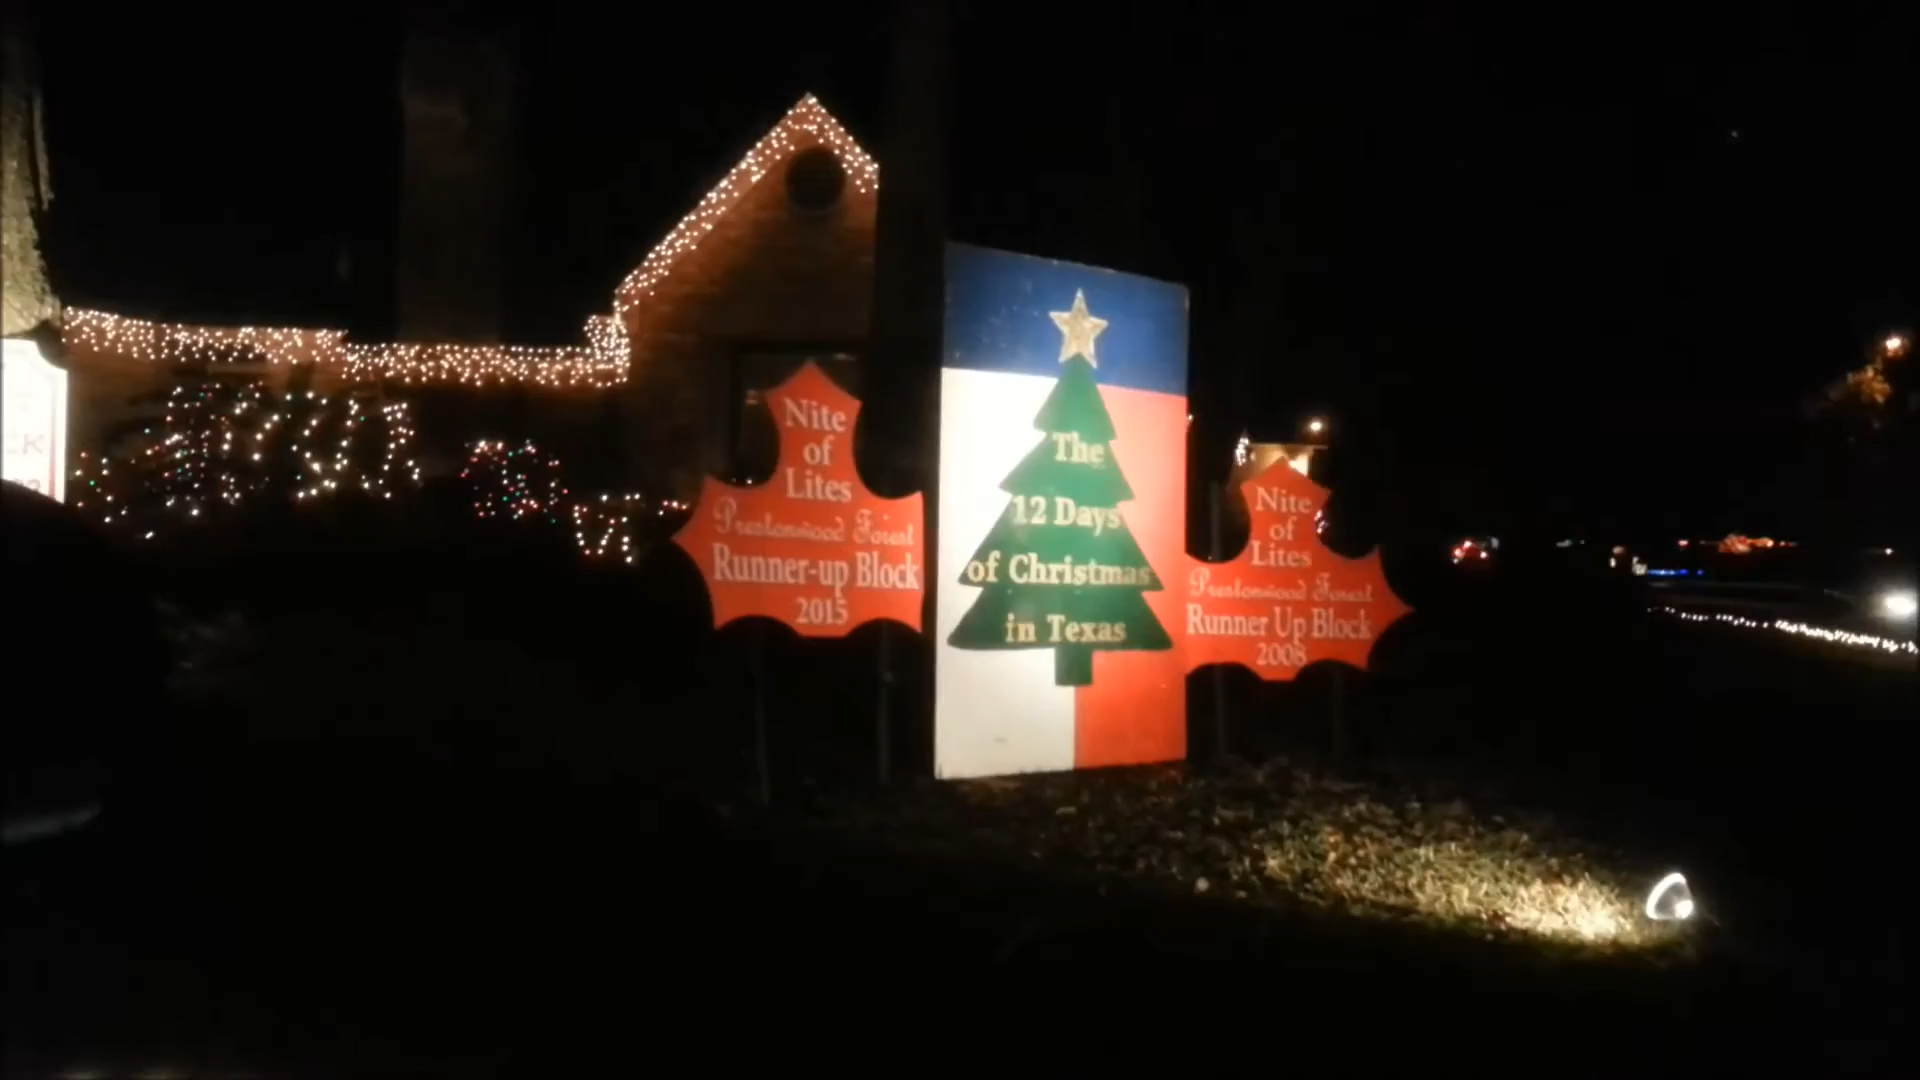 Nite
of
Lites
Prestonwood Forest
Runner-up Block
2015
The
12 Days
of Christmas
in Texas
Nite
of
Lites
Prestonwood Forest
Runner Up Block
2008